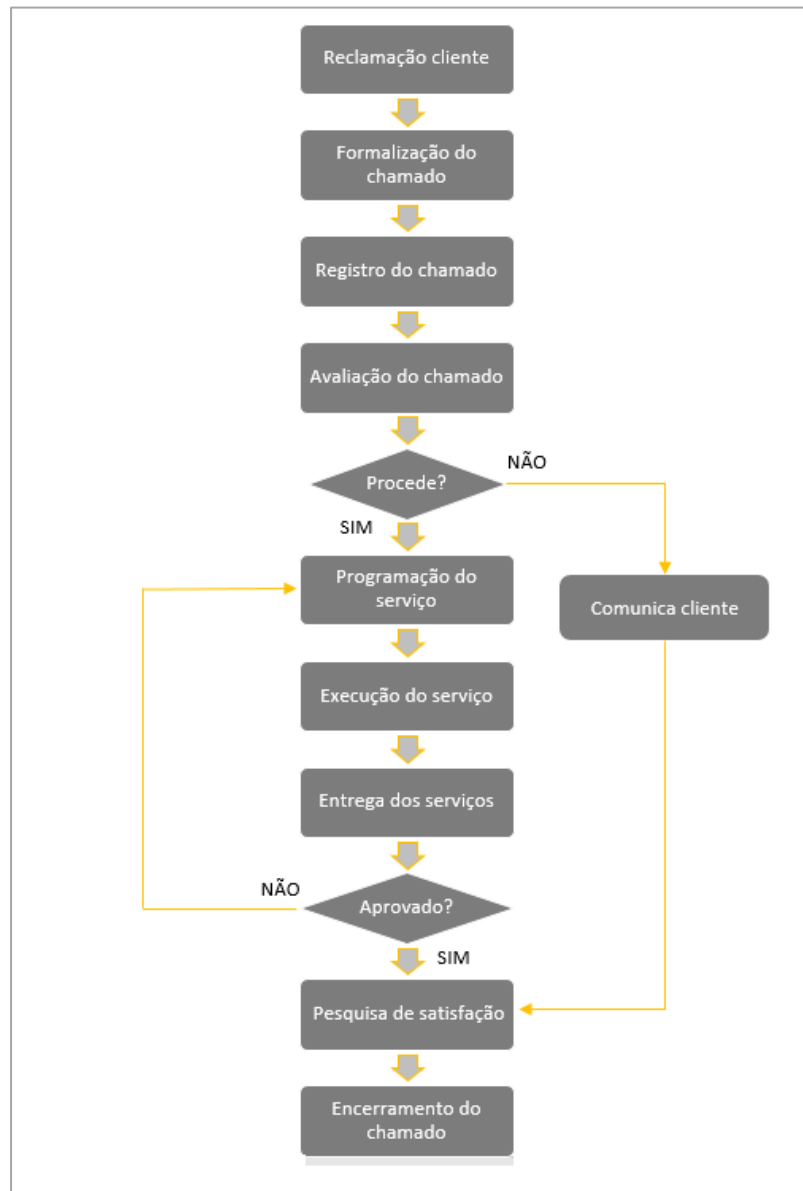 Reclamação cliente
Formalização do
chamado
Registro do chamado
Avaliação do chamado
Procede?
NÃO
SIM
Programação do
serviço
Comunica cliente
Execução do serviço
Entrega dos serviços
NÃO
Aprovado?
SIM
Pesquisa de satisfação
Encerramento do
chamado